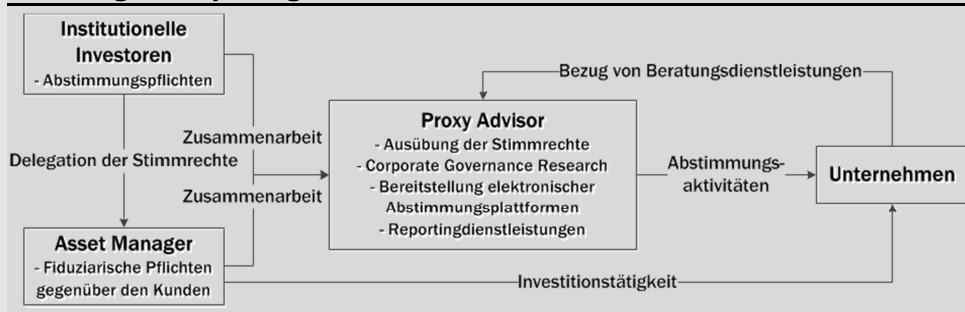 Institutionelle
Investoren
- Abstimmungspflichten
Delegation der Stimmrechte
Asset Manager
- Fiduziarische Pflichten
gegenüber den Kunden
Zusammenarbeit
Zusammenarbeit
Proxy Advisor
- Ausübung der Stimmrechte
- Corporate Governance Research
- Bereitstellung elektronischer
Abstimmungsplattformen
- Reportingdienstleistungen
Bezug von Beratungsdienstleistungen
Abstimmungs-
aktivitäten
Unternehmen
Investitionstätigkeit